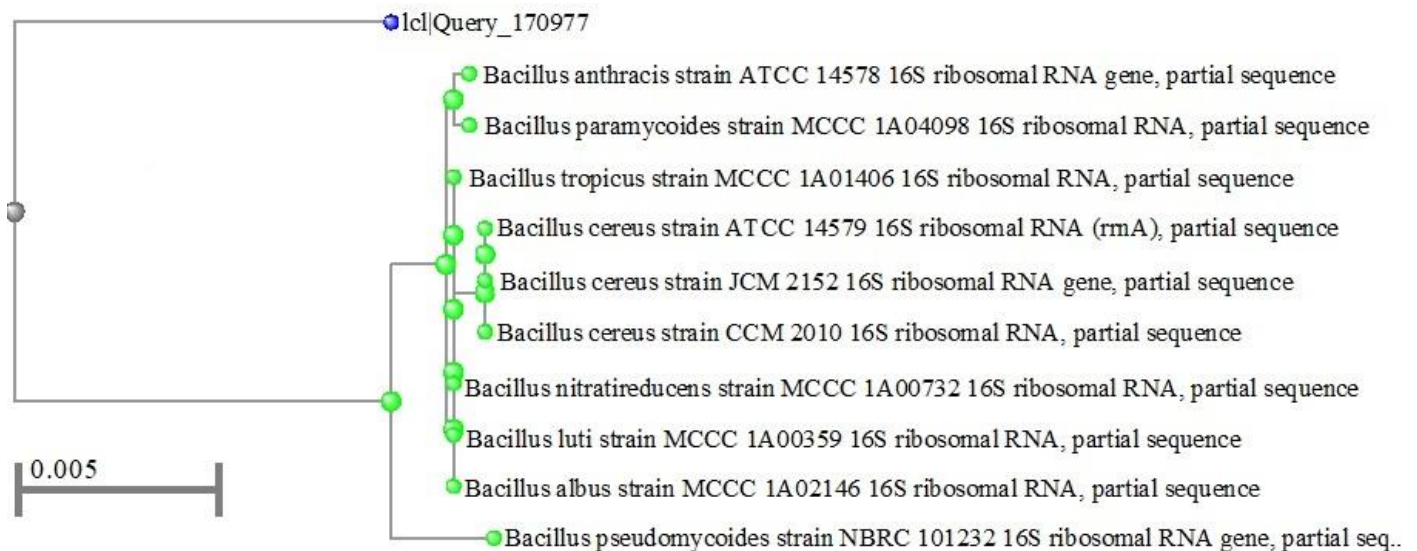 lcl|Query_170977
Bacillus anthracis strain ATCC 14578 16S ribosomal RNA gene, partial sequence
Bacillus paramycoides strain MCCC 1A04098 16S ribosomal RNA, partial sequence
Bacillus tropicus strain MCCC 1A01406 16S ribosomal RNA, partial sequence
Bacillus cereus strain ATCC 14579 16S ribosomal RNA (rrnA), partial sequence
Bacillus cereus strain JCM 2152 16S ribosomal RNA gene, partial sequence
Bacillus cereus strain CCM 2010 16S ribosomal RNA, partial sequence
Bacillus nitratireducens strain MCCC 1A00732 16S ribosomal RNA, partial sequence
Bacillus luti strain MCCC 1A00359 16S ribosomal RNA, partial sequence
0.005
Bacillus albus strain MCCC 1A02146 16S ribosomal RNA, partial sequence
Bacillus pseudomycoides strain NBRC 101232 16S ribosomal RNA gene, partial seq..